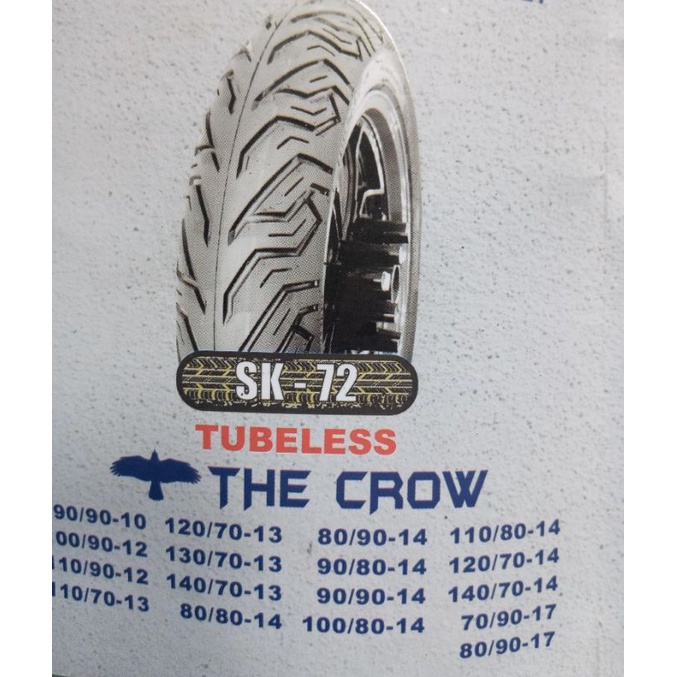 SK - 72
TUBELESS
THE CROW
90/90-10 120/70-13 80/90-14 110/80-14
00/90-12 130/70-13 90/80-14 120/70-14
110/90-12 140/70-13 90/90-14 140/70-14
110/70-13 80/80-14 100/80-14 70/90-17
80/90-17